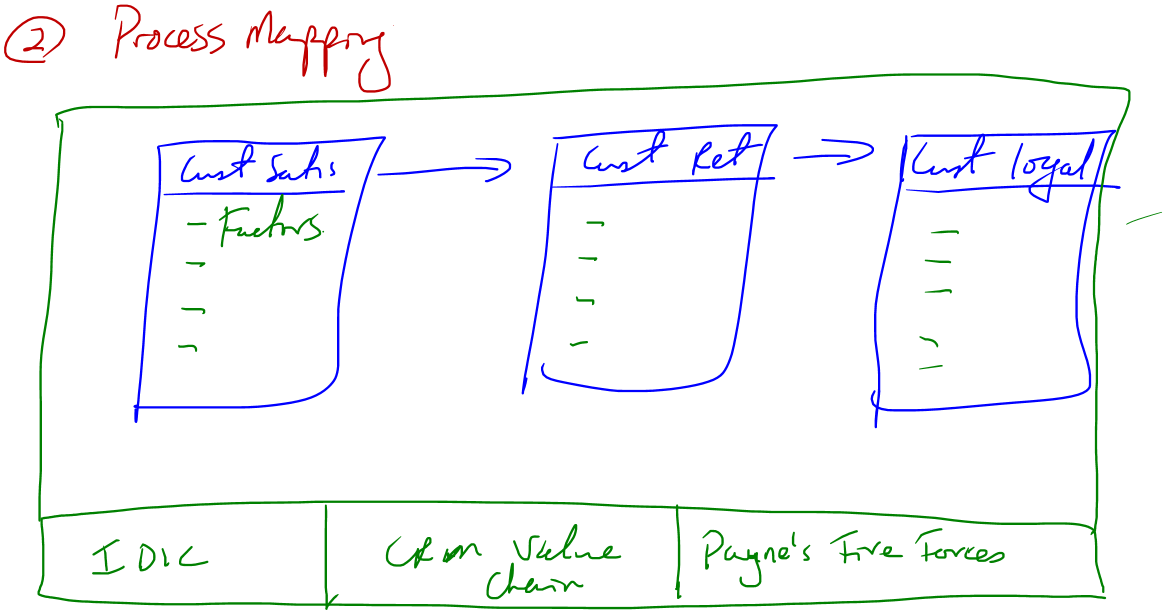 ② Process Mapping
Cust Satis → Cust Ret → Cust loyal
- Factors
-
-
-
-
-
-
-
-
-
-
-
-
IDIC
CRM Value
Chain
Payne's Five Forces